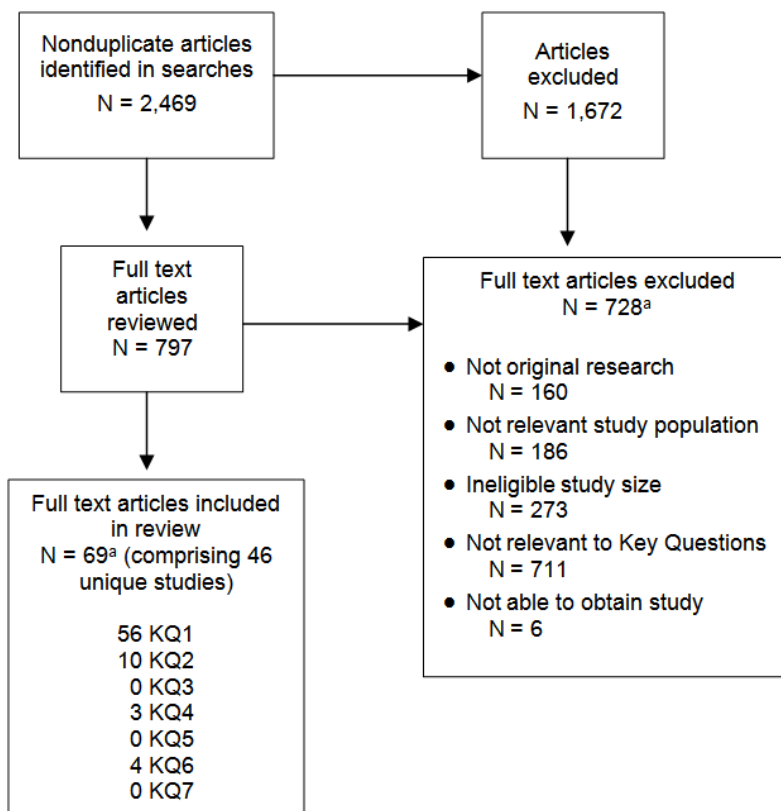 Nonduplicate articles
identified in searches
N = 2,469
Articles
excluded
N = 1,672
Full text
articles
reviewed
N = 797
Full text articles excluded
N = 728ª
● Not original research
N = 160
● Not relevant study population
N = 186
● Ineligible study size
N = 273
● Not relevant to Key Questions
N = 711
● Not able to obtain study
N = 6
Full text articles included
in review
N = 69ª (comprising 46
unique studies)
56 KQ1
10 KQ2
0 KQ3
3 KQ4
0 KQ5
4 KQ6
0 KQ7